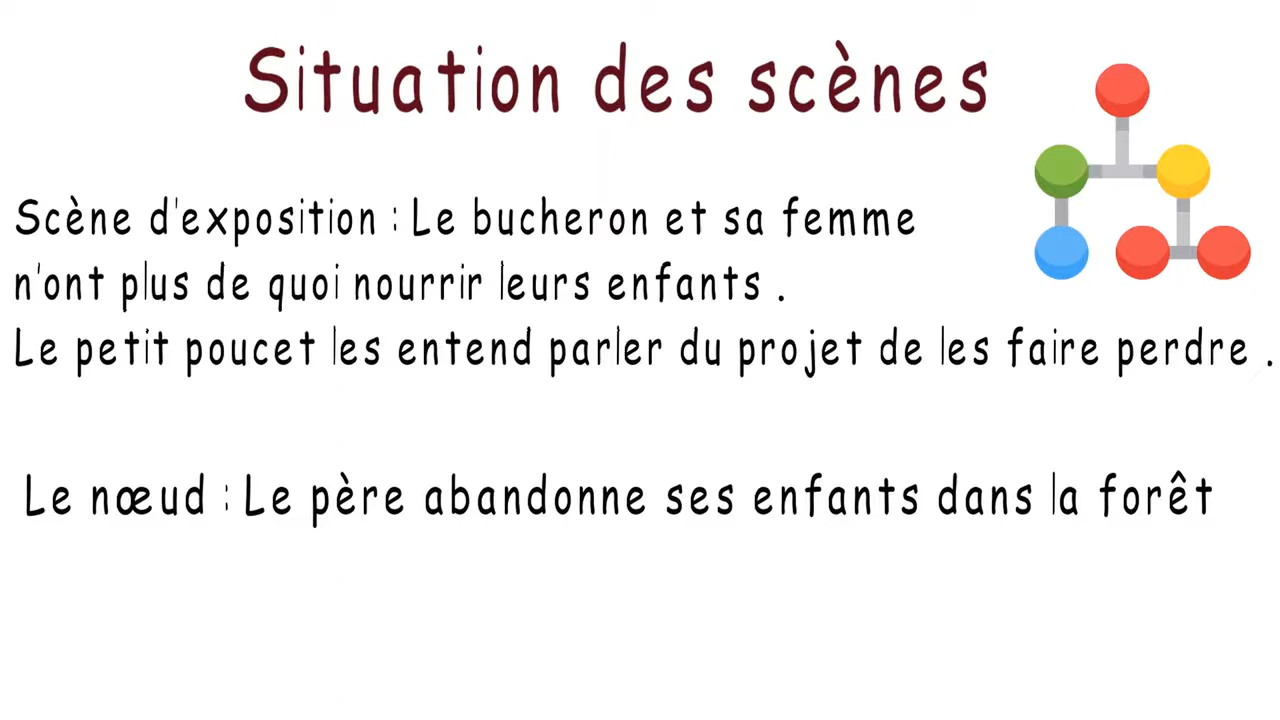 Situation des scènes
Scène d'exposition : Le bucheron et sa femme
n'ont plus de quoi nourrir leurs enfants .
Le petit poucet les entend parler du projet de les faire perdre .
Le nœud : Le père abandonne ses enfants dans la forêt